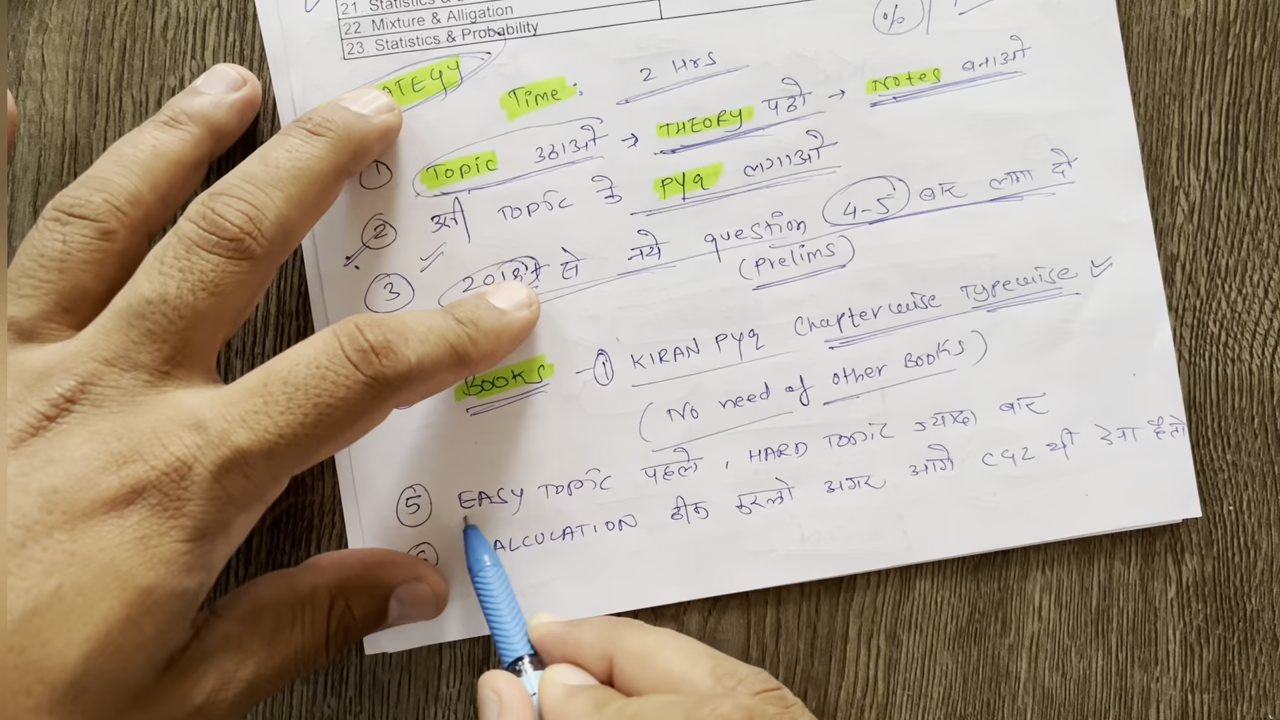 21. Statistics &
22. Mixture & Alligation
23. Statistics & Probability
%
ATEGY
Time: 2 Hrs
① Topic उठाओ → THEORY पढो → Notes बनाओ
② उसी Topic के PYQ लगाओ
③ 2018 से नये question 4-5 बार लगा दो
(Prelims)
BOOKS - ① KIRAN PYQ Chapterwise Typewise ✓
(No need of other Books)
⑤ EASY TOPIC पहले, HARD TOPIC ज्यादा बार
ALCULATION ठीक करलो अगर आगे CGL भी देना है तो